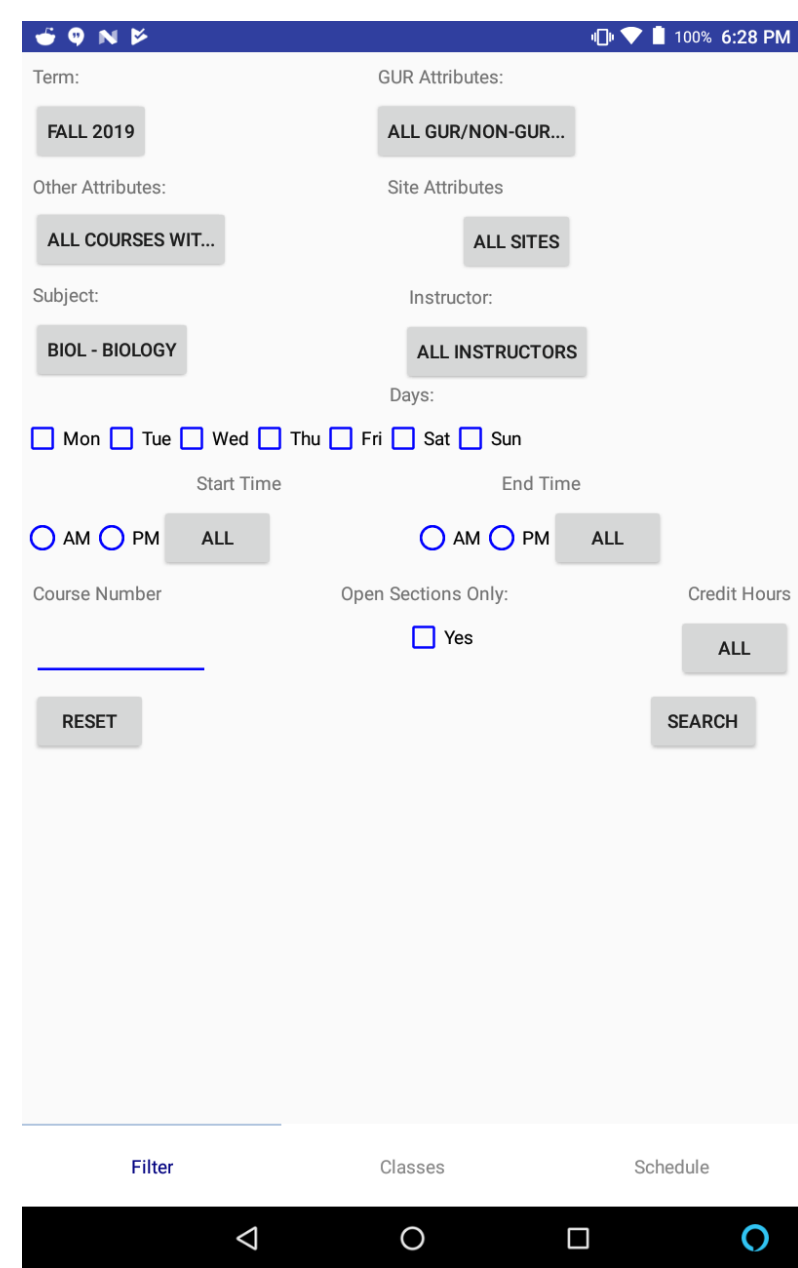 100% 6:28 PM
Term: GUR Attributes:
FALL 2019 ALL GUR/NON-GUR...
Other Attributes: Site Attributes
ALL COURSES WIT... ALL SITES
Subject: Instructor:
BIOL - BIOLOGY ALL INSTRUCTORS
Days:
Mon Tue Wed Thu Fri Sat Sun
Start Time End Time
AM PM ALL AM PM ALL
Course Number Open Sections Only: Credit Hours
Yes ALL
RESET SEARCH
Filter Classes Schedule